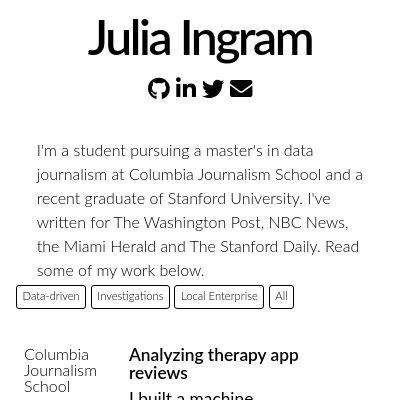 Julia Ingram
I'm a student pursuing a master's in data
journalism at Columbia Journalism School and a
recent graduate of Stanford University. I've
written for The Washington Post, NBC News,
the Miami Herald and The Stanford Daily. Read
some of my work below.
Data-driven Investigations Local Enterprise All
Columbia
Journalism
School
Analyzing therapy app
reviews
I built a machine